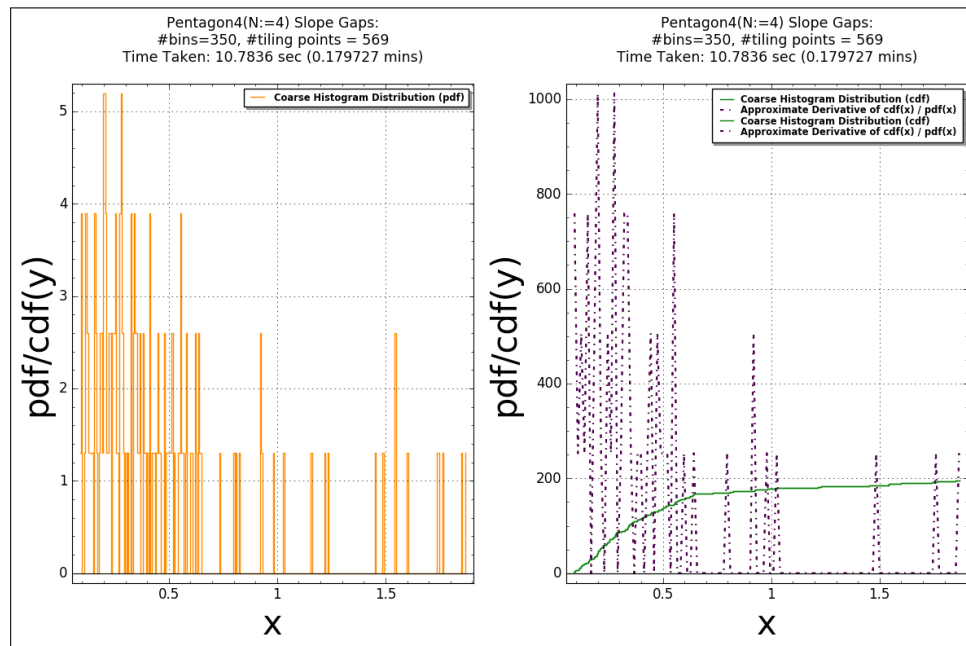 Pentagon4(N:=4) Slope Gaps:
#bins=350, #tiling points = 569
Time Taken: 10.7836 sec (0.179727 mins)
Coarse Histogram Distribution (pdf)
5
4
3
2
1
0
pdf/cdf(y)
0.5
1
1.5
x
Pentagon4(N:=4) Slope Gaps:
#bins=350, #tiling points = 569
Time Taken: 10.7836 sec (0.179727 mins)
Coarse Histogram Distribution (cdf)
Approximate Derivative of cdf(x) / pdf(x)
Coarse Histogram Distribution (cdf)
Approximate Derivative of cdf(x) / pdf(x)
1000
800
600
400
200
0
pdf/cdf(y)
0.5
1
1.5
x